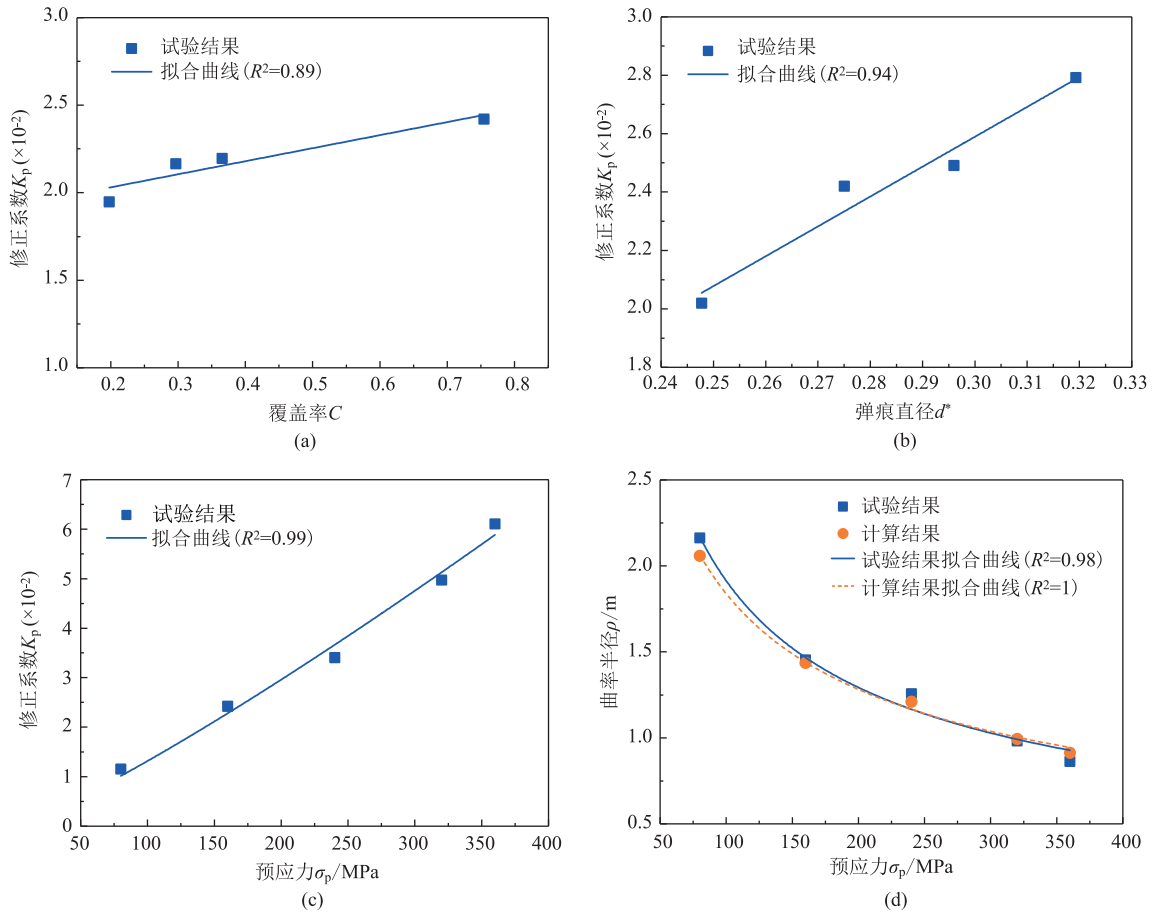 3.0
2.5
2.0
1.5
1.0
修正系数Kp(×10-2)
试验结果
拟合曲线(R2=0.89)
0.2 0.3 0.4 0.5 0.6 0.7 0.8
覆盖率C
(a)
3.0
2.8
2.6
2.4
2.2
2.0
1.8
修正系数Kp(×10-2)
试验结果
拟合曲线(R2=0.94)
0.24 0.25 0.26 0.27 0.28 0.29 0.30 0.31 0.32 0.33
弹痕直径d*
(b)
7
6
5
4
3
2
1
0
修正系数Kp(×10-2)
试验结果
拟合曲线(R2=0.99)
50 100 150 200 250 300 350 400
预应力σp/MPa
(c)
2.5
2.0
1.5
1.0
0.5
曲率半径ρ/m
试验结果
计算结果
试验结果拟合曲线(R2=0.98)
计算结果拟合曲线(R2=1)
50 100 150 200 250 300 350 400
预应力σp/MPa
(d)